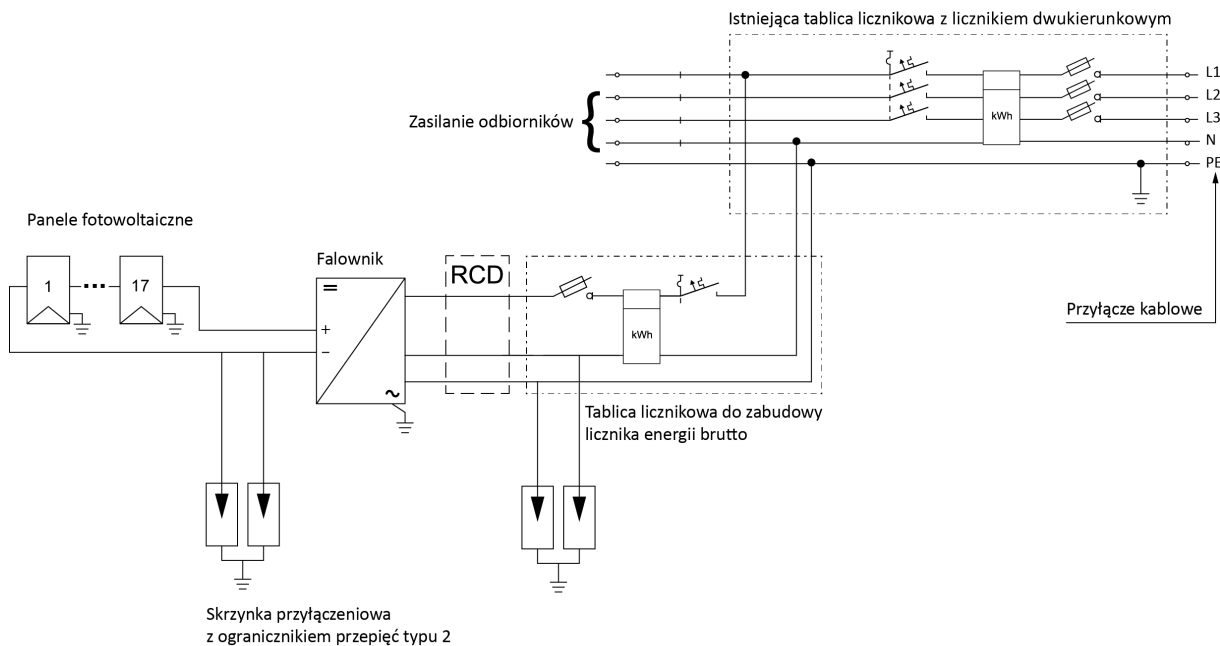 Istniejąca tablica licznikowa z licznikiem dwukierunkowym
L1
L2
L3
N
PE
kWh
Zasilanie odbiorników
Przyłącze kablowe
Panele fotowoltaiczne
1
17
Falownik
=
+
−
~
RCD
kWh
Tablica licznikowa do zabudowy
licznika energii brutto
Skrzynka przyłączeniowa
z ogranicznikiem przepięć typu 2